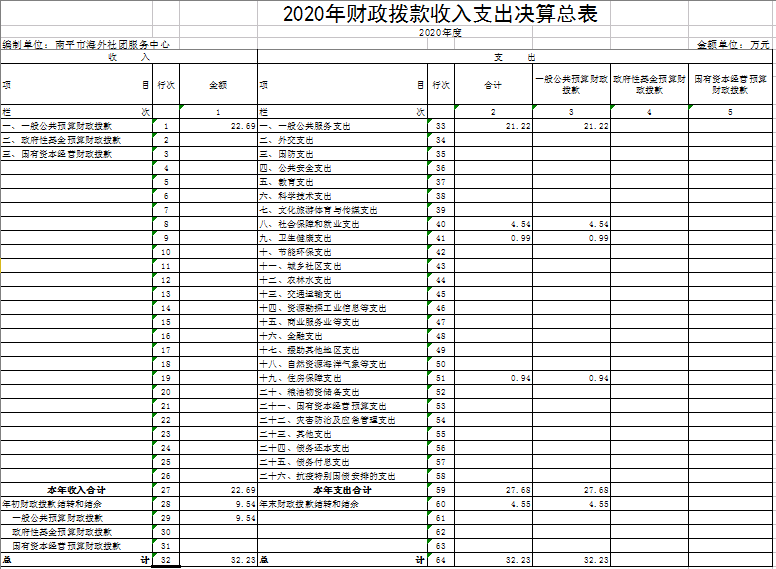 2020年财政拨款收入支出决算总表
2020年度
编制单位：南平市海外社团服务中心 金额单位：万元
收 入 支 出
项 目 行次 金额 项 目 行次 合计 一般公共预算财政拨款 政府性基金预算财政拨款 国有资本经营预算财政拨款
栏 次 1 栏 次 2 3 4 5
一、一般公共预算财政拨款 1 22.69 一、一般公共服务支出 33 21.22 21.22
二、政府性基金预算财政拨款 2 二、外交支出 34
三、国有资本经营财政拨款 3 三、国防支出 35
4 四、公共安全支出 36
5 五、教育支出 37
6 六、科学技术支出 38
7 七、文化旅游体育与传媒支出 39
8 八、社会保障和就业支出 40 4.54 4.54
9 九、卫生健康支出 41 0.99 0.99
10 十、节能环保支出 42
11 十一、城乡社区支出 43
12 十二、农林水支出 44
13 十三、交通运输支出 45
14 十四、资源勘探工业信息等支出 46
15 十五、商业服务业等支出 47
16 十六、金融支出 48
17 十七、援助其他地区支出 49
18 十八、自然资源海洋气象等支出 50
19 十九、住房保障支出 51 0.94 0.94
20 二十、粮油物资储备支出 52
21 二十一、国有资本经营预算支出 53
22 二十二、灾害防治及应急管理支出 54
23 二十三、其他支出 55
24 二十四、债务还本支出 56
25 二十五、债务付息支出 57
26 二十六、抗疫特别国债安排的支出 58
本年收入合计 27 22.69 本年支出合计 59 27.68 27.68
年初财政拨款结转和结余 28 9.54 年末财政拨款结转和结余 60 4.55 4.55
一般公共预算财政拨款 29 9.54 61
政府性基金预算财政拨款 30 62
国有资本经营预算财政拨款 31 63
总 计 32 32.23 总 计 64 32.23 32.23